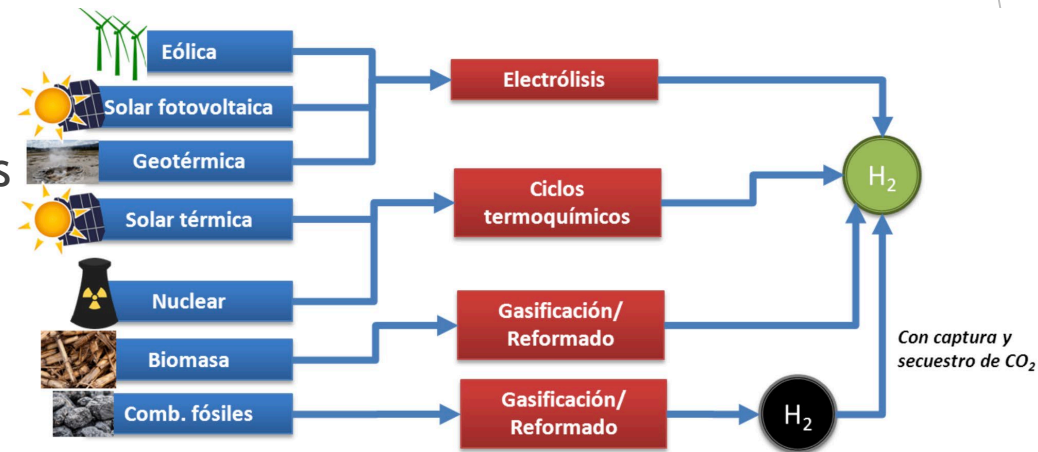 Eólica
Solar fotovoltaica
Geotérmica
s
Solar térmica
Nuclear
Biomasa
Comb. fósiles
Electrólisis
Ciclos
termoquímicos
Gasificación/
Reformado
Gasificación/
Reformado
H₂
H₂
Con captura y
secuestro de CO₂